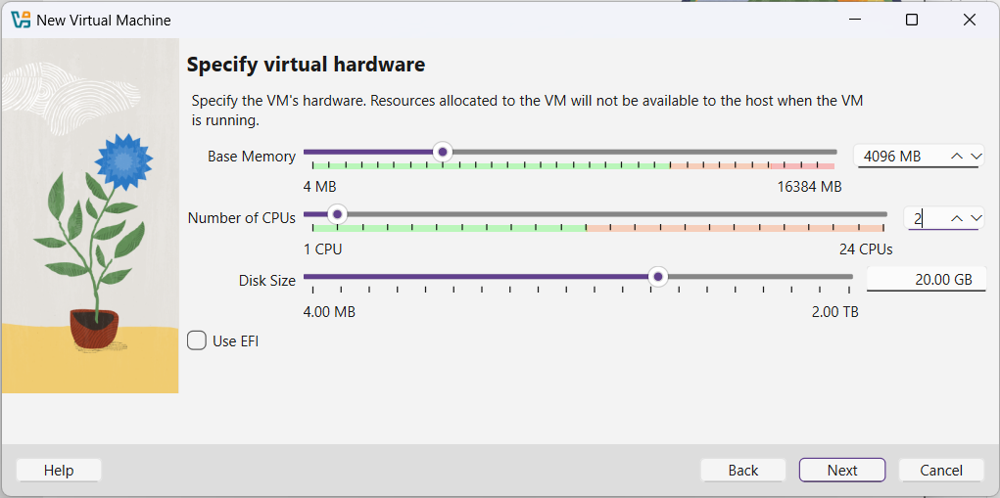 New Virtual Machine
Specify virtual hardware
Specify the VM's hardware. Resources allocated to the VM will not be available to the host when the VM
is running.
Base Memory 4096 MB
4 MB 16384 MB
Number of CPUs 2
1 CPU 24 CPUs
Disk Size 20.00 GB
4.00 MB 2.00 TB
Use EFI
Help Back Next Cancel